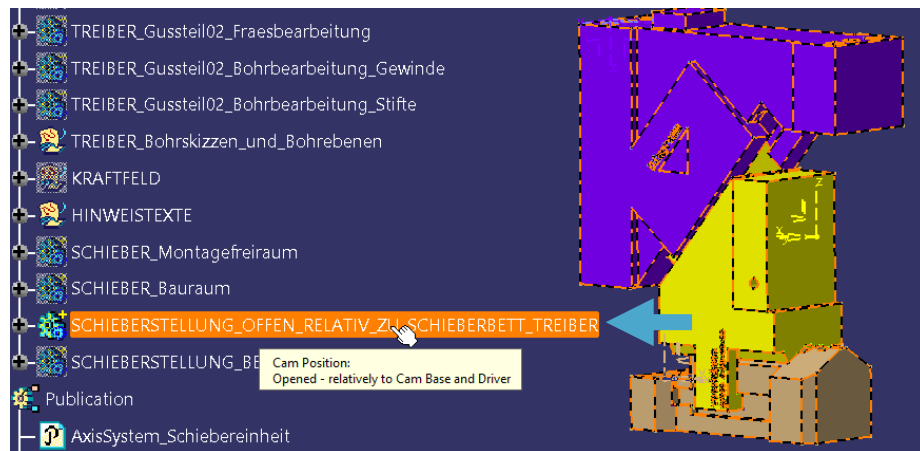 TREIBER_Gussteil02_Fraesbearbeitung
TREIBER_Gussteil02_Bohrbearbeitung_Gewinde
TREIBER_Gussteil02_Bohrbearbeitung_Stifte
TREIBER_Bohrskizzen_und_Bohrebenen
KRAFTFELD
HINWEISTEXTE
SCHIEBER_Montagefreiraum
SCHIEBER_Bauraum
SCHIEBERSTELLUNG_OFFEN_RELATIV_ZU_SCHIEBERBETT_TREIBER
SCHIEBERSTELLUNG_BE
Cam Position:
Opened - relatively to Cam Base and Driver
Publication
AxisSystem_Schiebereinheit
z